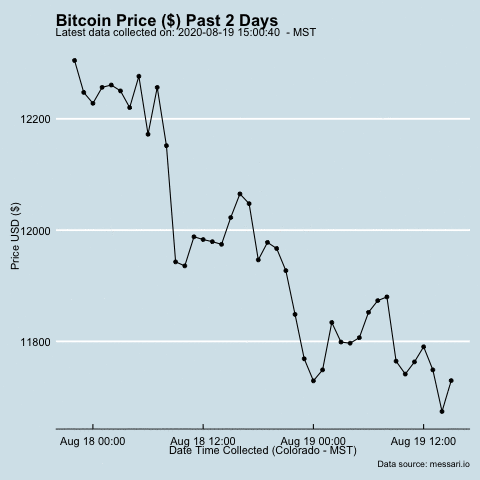 Bitcoin Price ($) Past 2 Days
Latest data collected on: 2020-08-19 15:00:40  - MST
12200
12000
11800
Price USD ($)
Aug 18 00:00 Aug 18 12:00 Aug 19 00:00 Aug 19 12:00
Date Time Collected (Colorado - MST)
Data source: messari.io